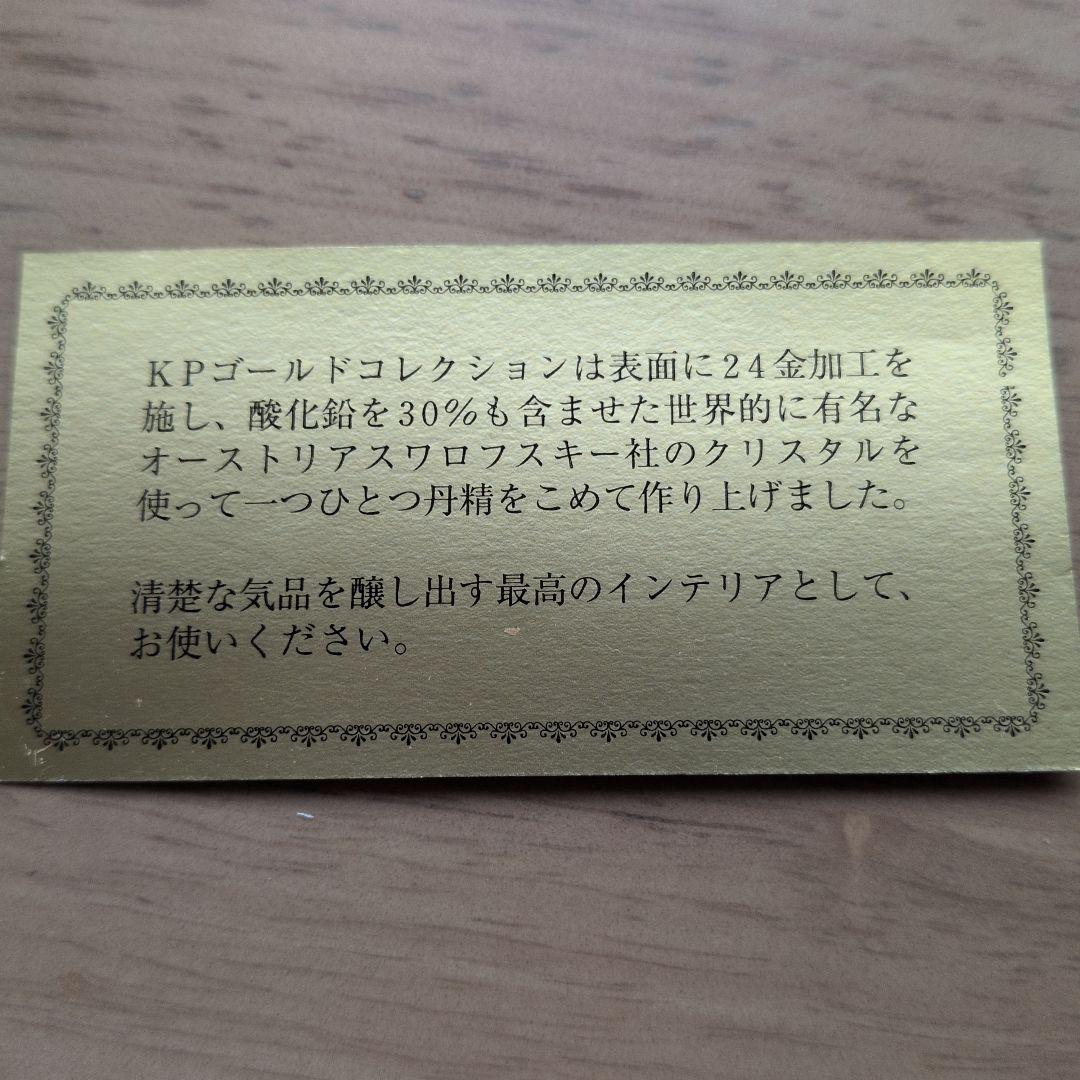 KPゴールドコレクションは表面に24金加工を
施し、酸化鉛を30%も含ませた世界的に有名な
オーストリアスワロフスキー社のクリスタルを
使って一つひとつ丹精をこめて作り上げました。
清楚な気品を醸し出す最高のインテリアとして、
お使いください。